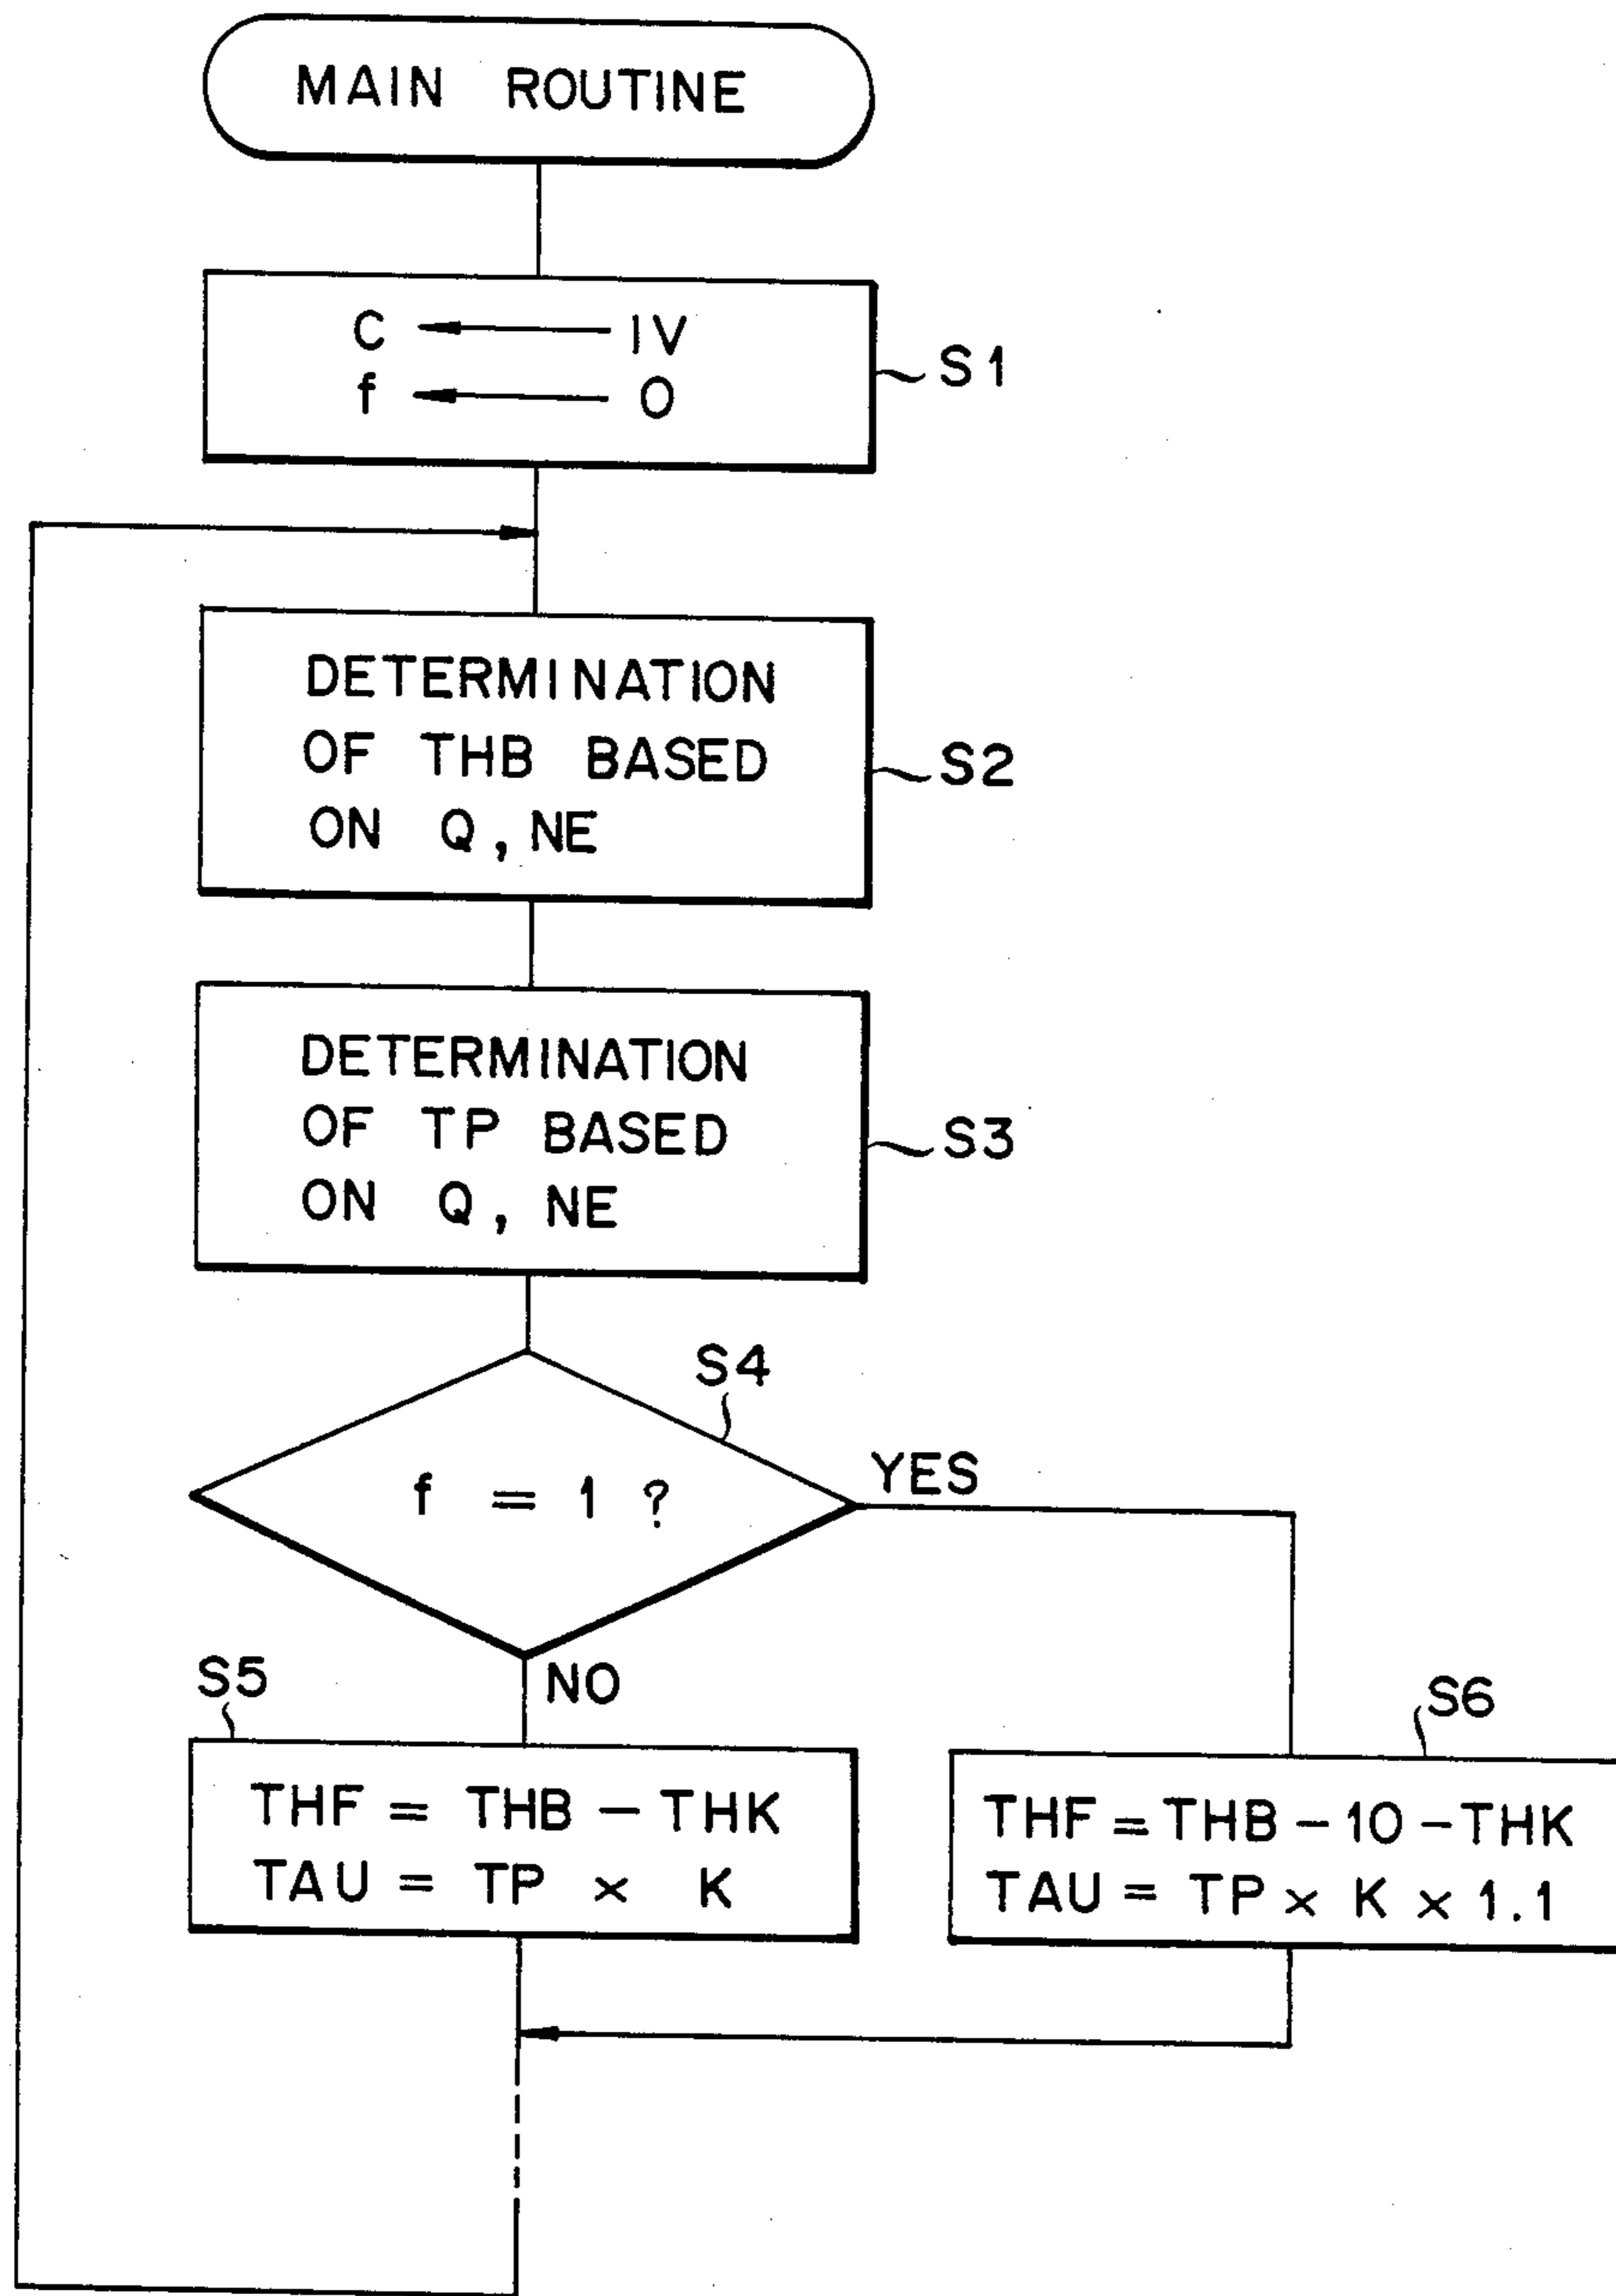 MAIN ROUTINE
C ← IV
f ← 0
S1
DETERMINATION
OF THB BASED
ON Q, NE
S2
DETERMINATION
OF TP BASED
ON Q, NE
S3
S4
f = 1 ?
YES
NO
S5
THF = THB - THK
TAU = TP × K
S6
THF = THB - 10 - THK
TAU = TP × K × 1.1